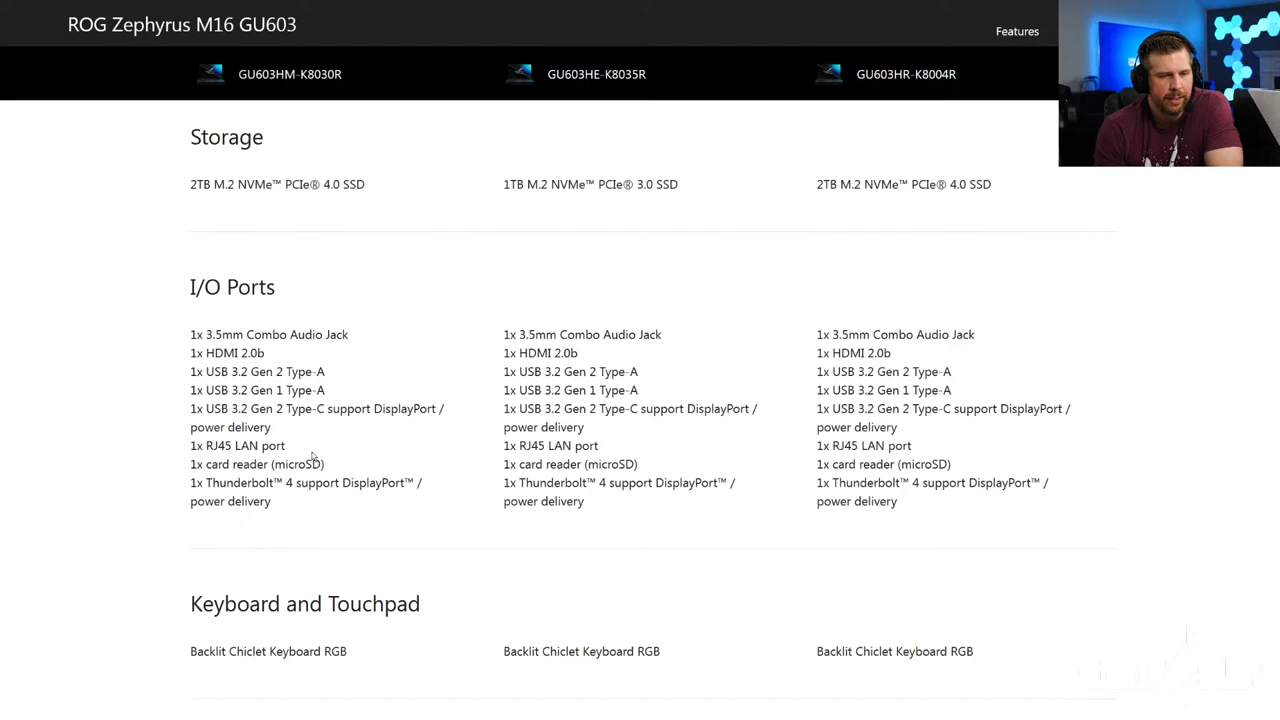 ROG Zephyrus M16 GU603
Features
GU603HM-K8030R
GU603HE-K8035R
GU603HR-K8004R
Storage
2TB M.2 NVMe™ PCIe® 4.0 SSD
1TB M.2 NVMe™ PCIe® 3.0 SSD
2TB M.2 NVMe™ PCIe® 4.0 SSD
I/O Ports
1x 3.5mm Combo Audio Jack
1x HDMI 2.0b
1x USB 3.2 Gen 2 Type-A
1x USB 3.2 Gen 1 Type-A
1x USB 3.2 Gen 2 Type-C support DisplayPort /
power delivery
1x RJ45 LAN port
1x card reader (microSD)
1x Thunderbolt™ 4 support DisplayPort™ /
power delivery
1x 3.5mm Combo Audio Jack
1x HDMI 2.0b
1x USB 3.2 Gen 2 Type-A
1x USB 3.2 Gen 1 Type-A
1x USB 3.2 Gen 2 Type-C support DisplayPort /
power delivery
1x RJ45 LAN port
1x card reader (microSD)
1x Thunderbolt™ 4 support DisplayPort™ /
power delivery
1x 3.5mm Combo Audio Jack
1x HDMI 2.0b
1x USB 3.2 Gen 2 Type-A
1x USB 3.2 Gen 1 Type-A
1x USB 3.2 Gen 2 Type-C support DisplayPort /
power delivery
1x RJ45 LAN port
1x card reader (microSD)
1x Thunderbolt™ 4 support DisplayPort™ /
power delivery
Keyboard and Touchpad
Backlit Chiclet Keyboard RGB
Backlit Chiclet Keyboard RGB
Backlit Chiclet Keyboard RGB